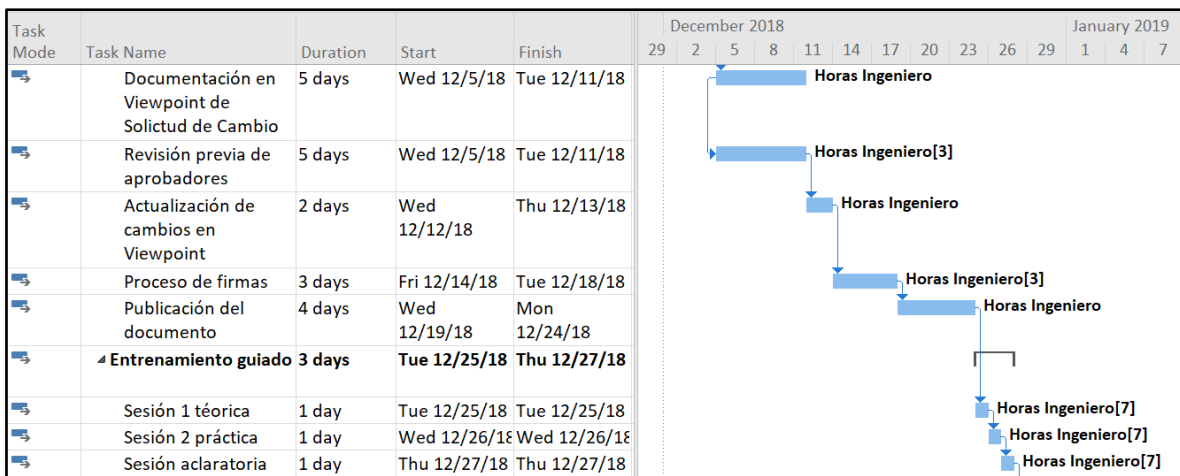 Task
Mode Task Name Duration Start Finish
December 2018 January 2019
29 2 5 8 11 14 17 20 23 26 29 1 4 7
Documentación en 5 days Wed 12/5/18 Tue 12/11/18 Horas Ingeniero
Viewpoint de
Solictud de Cambio
Revisión previa de 5 days Wed 12/5/18 Tue 12/11/18 Horas Ingeniero[3]
aprobadores
Actualización de 2 days Wed Thu 12/13/18 Horas Ingeniero
cambios en 12/12/18
Viewpoint
Proceso de firmas 3 days Fri 12/14/18 Tue 12/18/18 Horas Ingeniero[3]
Publicación del 4 days Wed Mon Horas Ingeniero
documento 12/19/18 12/24/18
Entrenamiento guiado 3 days Tue 12/25/18 Thu 12/27/18
Sesión 1 téorica 1 day Tue 12/25/18 Tue 12/25/18 Horas Ingeniero[7]
Sesión 2 práctica 1 day Wed 12/26/18 Wed 12/26/18 Horas Ingeniero[7]
Sesión aclaratoria 1 day Thu 12/27/18 Thu 12/27/18 Horas Ingeniero[7]